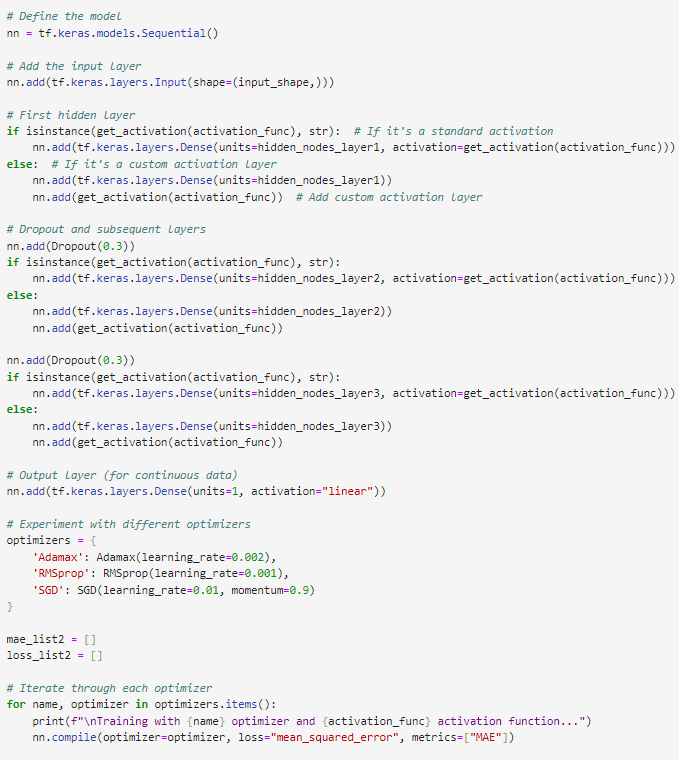 # Define the model
nn = tf.keras.models.Sequential()

# Add the input layer
nn.add(tf.keras.layers.Input(shape=(input_shape,)))

# First hidden layer
if isinstance(get_activation(activation_func), str):  # If it's a standard activation
    nn.add(tf.keras.layers.Dense(units=hidden_nodes_layer1, activation=get_activation(activation_func)))
else:  # If it's a custom activation layer
    nn.add(tf.keras.layers.Dense(units=hidden_nodes_layer1))
    nn.add(get_activation(activation_func))  # Add custom activation layer

# Dropout and subsequent layers
nn.add(Dropout(0.3))
if isinstance(get_activation(activation_func), str):
    nn.add(tf.keras.layers.Dense(units=hidden_nodes_layer2, activation=get_activation(activation_func)))
else:
    nn.add(tf.keras.layers.Dense(units=hidden_nodes_layer2))
    nn.add(get_activation(activation_func))

nn.add(Dropout(0.3))
if isinstance(get_activation(activation_func), str):
    nn.add(tf.keras.layers.Dense(units=hidden_nodes_layer3, activation=get_activation(activation_func)))
else:
    nn.add(tf.keras.layers.Dense(units=hidden_nodes_layer3))
    nn.add(get_activation(activation_func))

# Output layer (for continuous data)
nn.add(tf.keras.layers.Dense(units=1, activation="linear"))

# Experiment with different optimizers
optimizers = {
    'Adamax': Adamax(learning_rate=0.002),
    'RMSprop': RMSprop(learning_rate=0.001),
    'SGD': SGD(learning_rate=0.01, momentum=0.9)
}

mae_list2 = []
loss_list2 = []

# Iterate through each optimizer
for name, optimizer in optimizers.items():
    print(f"\nTraining with {name} optimizer and {activation_func} activation function...")
    nn.compile(optimizer=optimizer, loss="mean_squared_error", metrics=["MAE"])